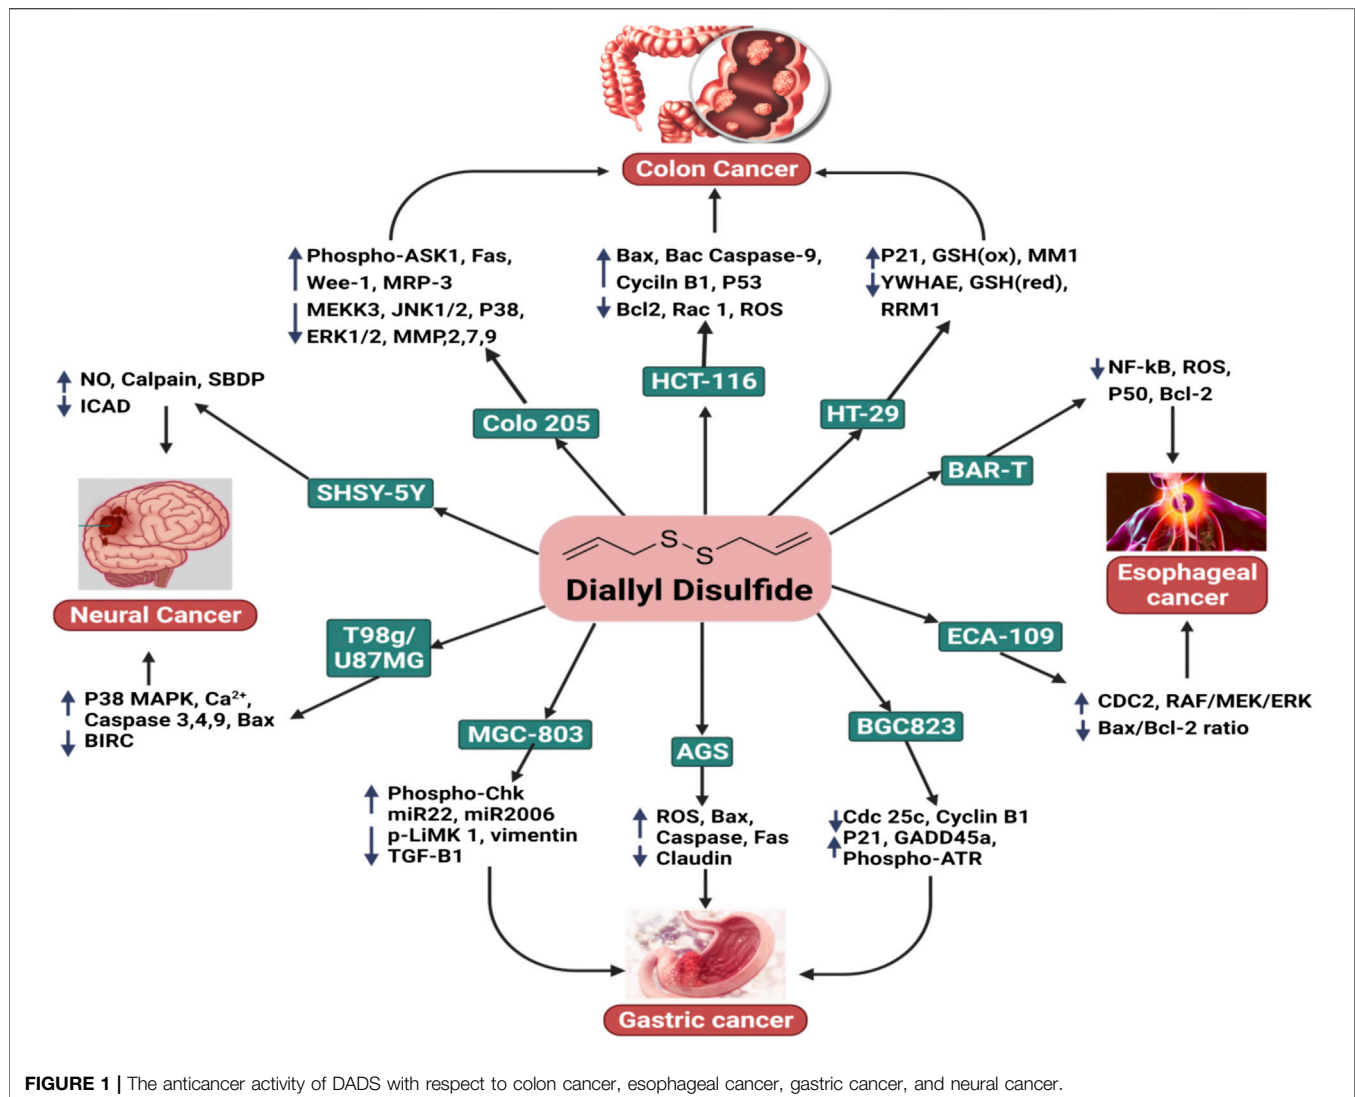 Colon Cancer
Phospho-ASK1, Fas,
Wee-1, MRP-3
MEKK3, JNK1/2, P38,
ERK1/2, MMP,2,7,9
Bax, Bac Caspase-9,
Cyciln B1, P53
Bcl2, Rac 1, ROS
P21, GSH(ox), MM1
YWHAE, GSH(red),
RRM1
NO, Calpain, SBDP
ICAD
Colo 205
HCT-116
HT-29
NF-kB, ROS,
P50, Bcl-2
SHSY-5Y
BAR-T
S
S
Diallyl Disulfide
Neural Cancer
Esophageal
cancer
T98g/
U87MG
ECA-109
P38 MAPK, Ca²⁺,
Caspase 3,4,9, Bax
BIRC
CDC2, RAF/MEK/ERK
Bax/Bcl-2 ratio
MGC-803
AGS
BGC823
Phospho-Chk
miR22, miR2006
p-LiMK 1, vimentin
TGF-B1
ROS, Bax,
Caspase, Fas
Claudin
Cdc 25c, Cyclin B1
P21, GADD45a,
Phospho-ATR
Gastric cancer
FIGURE 1 | The anticancer activity of DADS with respect to colon cancer, esophageal cancer, gastric cancer, and neural cancer.